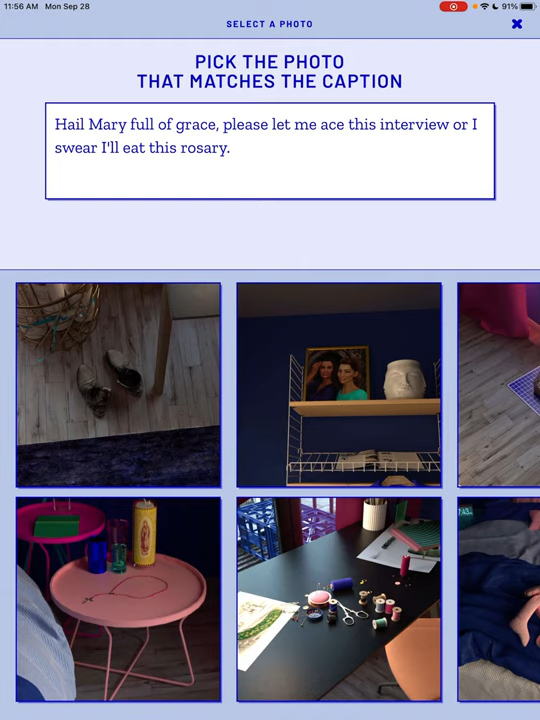 11:56 AM Mon Sep 28
91%
SELECT A PHOTO
PICK THE PHOTO
THAT MATCHES THE CAPTION
Hail Mary full of grace, please let me ace this interview or I
swear I'll eat this rosary.